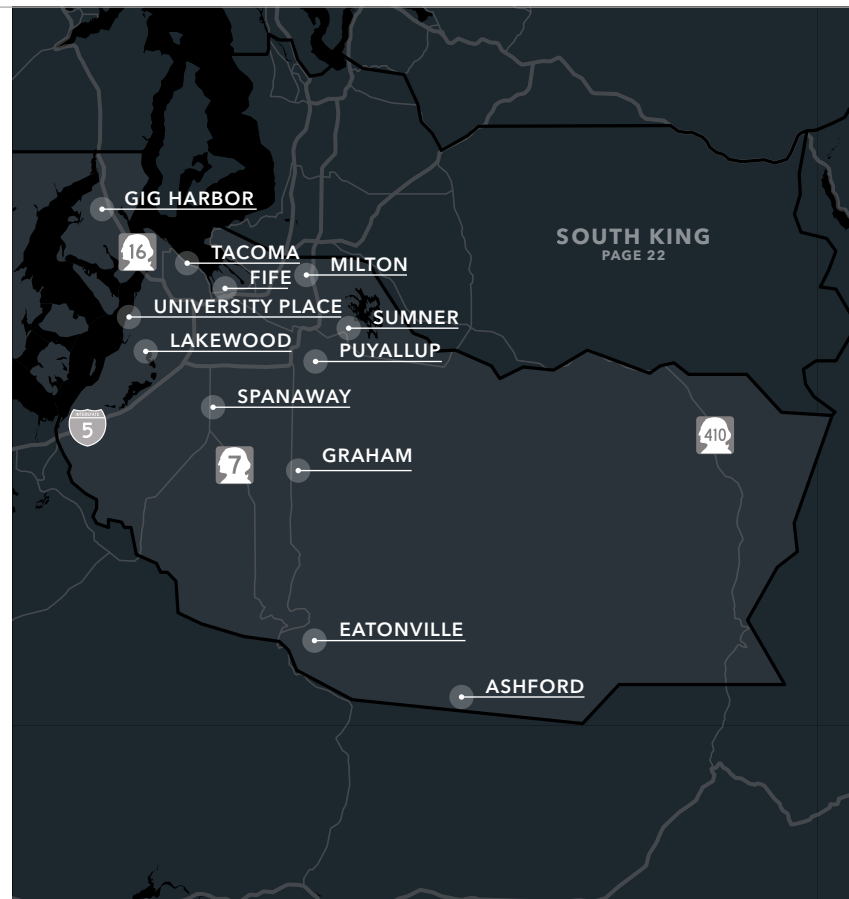 GIG HARBOR
16
SOUTH KING
PAGE 22
TACOMA
MILTON
FIFE
UNIVERSITY PLACE
SUMNER
LAKEWOOD
PUYALLUP
SPANAWAY
INTERSTATE
5
410
7
GRAHAM
EATONVILLE
ASHFORD